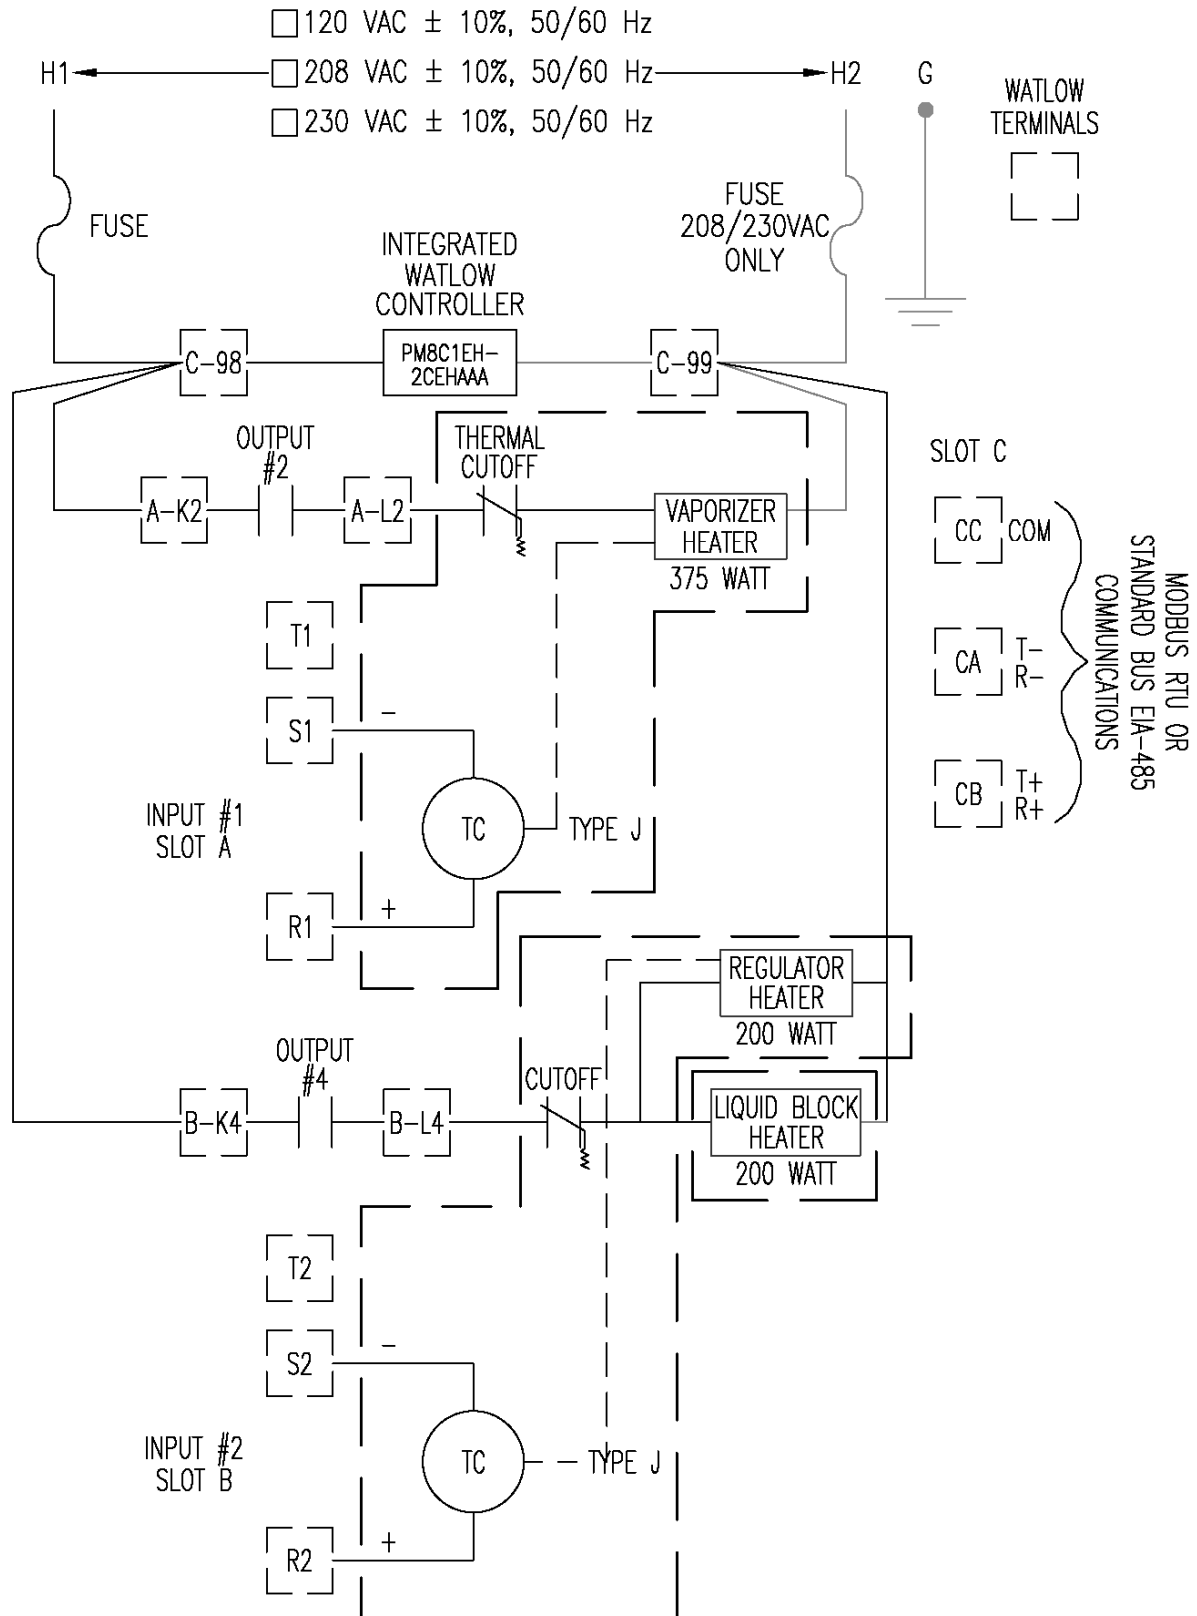 120 VAC ± 10%, 50/60 Hz
H1
208 VAC ± 10%, 50/60 Hz
H2
G
230 VAC ± 10%, 50/60 Hz
WATLOW
TERMINALS
FUSE
FUSE
208/230VAC
ONLY
INTEGRATED
WATLOW
CONTROLLER
C-98
PM8C1EH-
2CEHAAA
C-99
OUTPUT
#2
THERMAL
CUTOFF
A-K2
A-L2
VAPORIZER
HEATER
375 WATT
SLOT C
CC
COM
CA
T-
R-
CB
T+
R+
MODBUS RTU OR
STANDARD BUS EIA-485
COMMUNICATIONS
T1
S1
-
INPUT #1
SLOT A
TC
TYPE J
R1
+
REGULATOR
HEATER
200 WATT
OUTPUT
#4
CUTOFF
B-K4
B-L4
LIQUID BLOCK
HEATER
200 WATT
T2
S2
-
INPUT #2
SLOT B
TC
TYPE J
R2
+